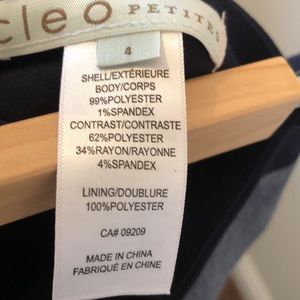 cleo
PETITES
4
SHELL/EXTÉRIEURE
BODY/CORPS
99%POLYESTER
1%SPANDEX
CONTRAST/CONTRASTE
62%POLYESTER
34%RAYON/RAYONNE
4%SPANDEX
LINING/DOUBLURE
100%POLYESTER
CA# 09209
MADE IN CHINA
FABRIQUÉ EN CHINE